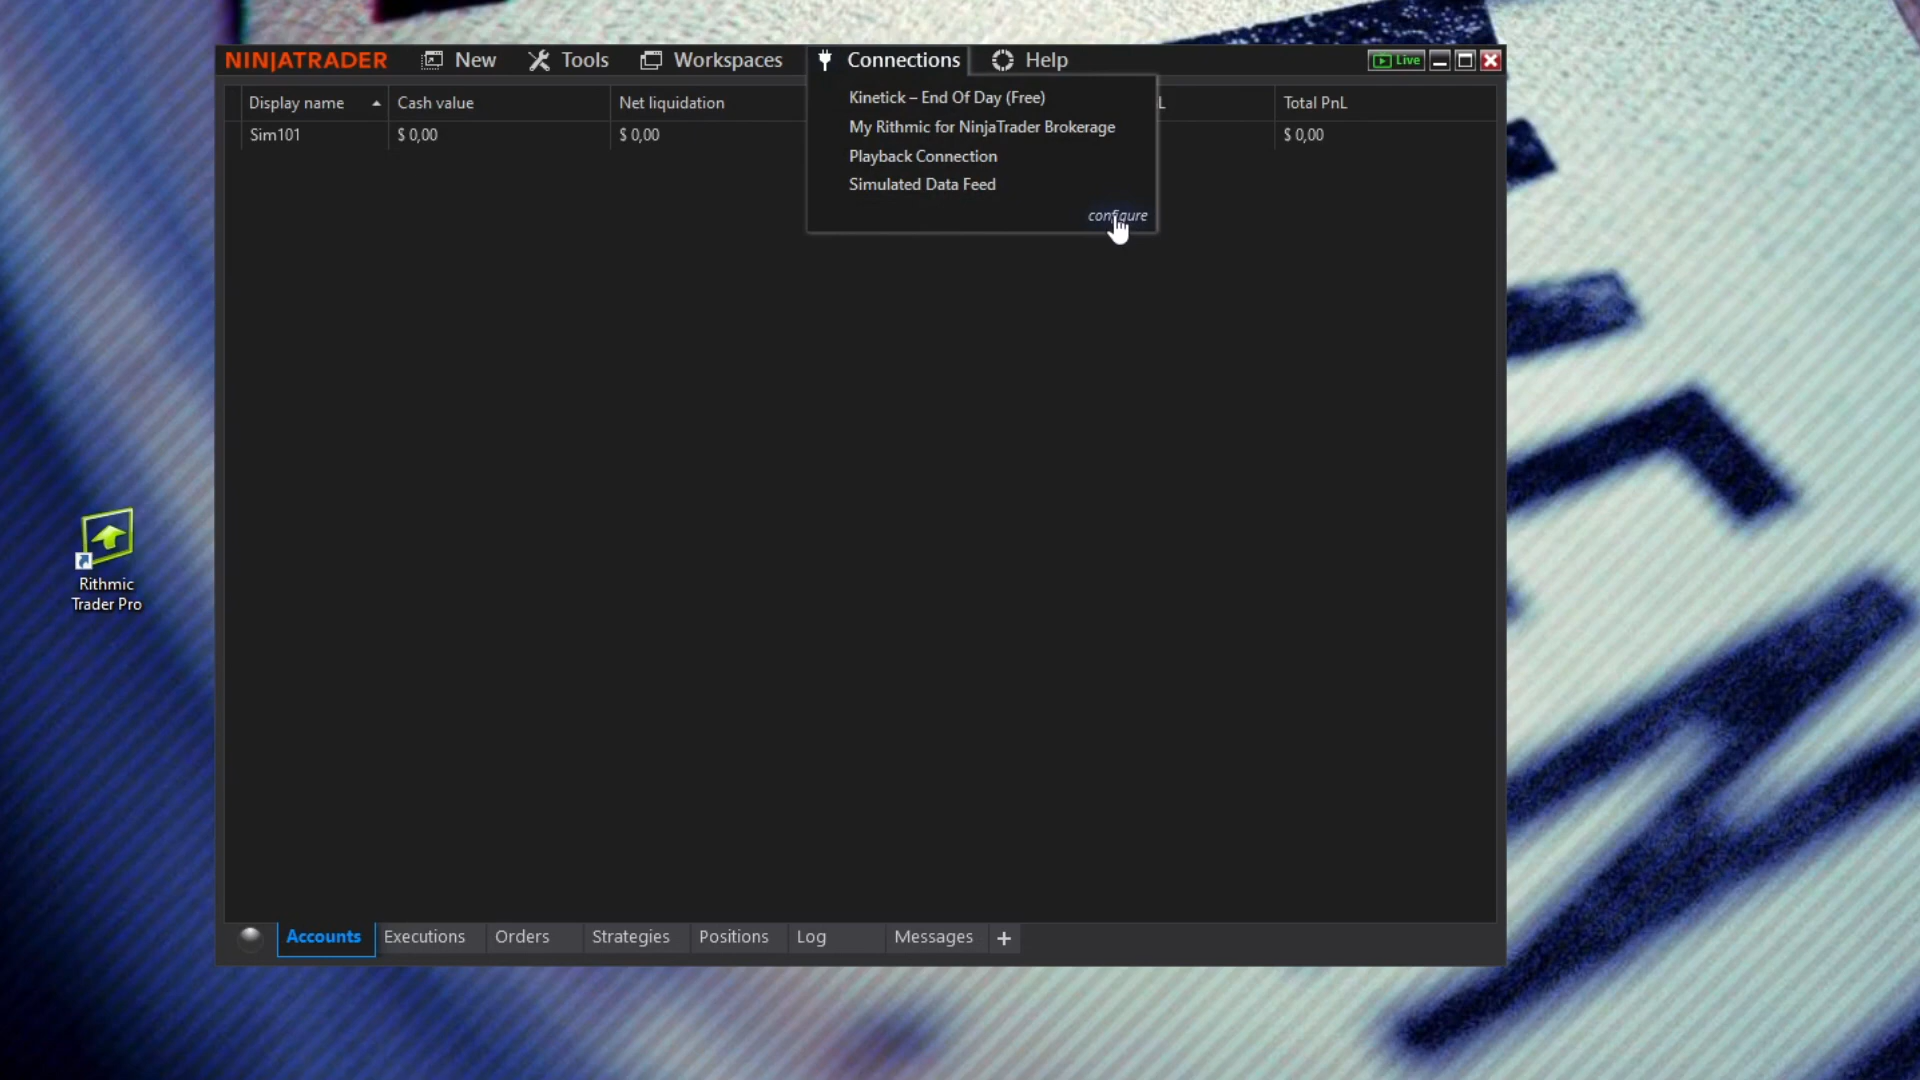 NINJATRADER New Tools Workspaces Connections Help Live
Kinetick – End Of Day (Free)
My Rithmic for NinjaTrader Brokerage
Playback Connection
Simulated Data Feed
configure
Display name Cash value Net liquidation L Total PnL
Sim101 $ 0,00 $ 0,00 $ 0,00
Rithmic
Trader Pro
Accounts Executions Orders Strategies Positions Log Messages +